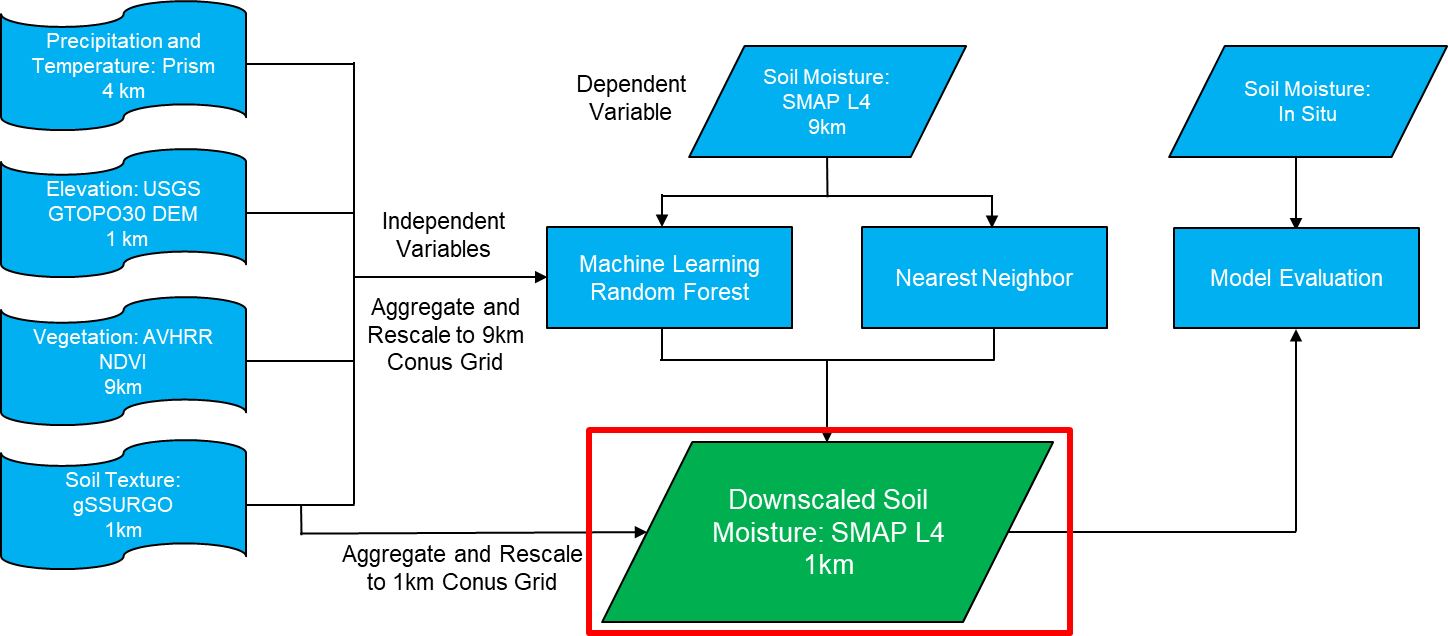 Precipitation and
Temperature: Prism
4 km
Elevation: USGS
GTOPO30 DEM
1 km
Vegetation: AVHRR
NDVI
9km
Soil Texture:
gSSURGO
1km
Independent
Variables
Aggregate and
Rescale to 9km
Conus Grid
Aggregate and Rescale
to 1km Conus Grid
Dependent
Variable
Soil Moisture:
SMAP L4
9km
Machine Learning
Random Forest
Nearest Neighbor
Downscaled Soil
Moisture: SMAP L4
1km
Soil Moisture:
In Situ
Model Evaluation